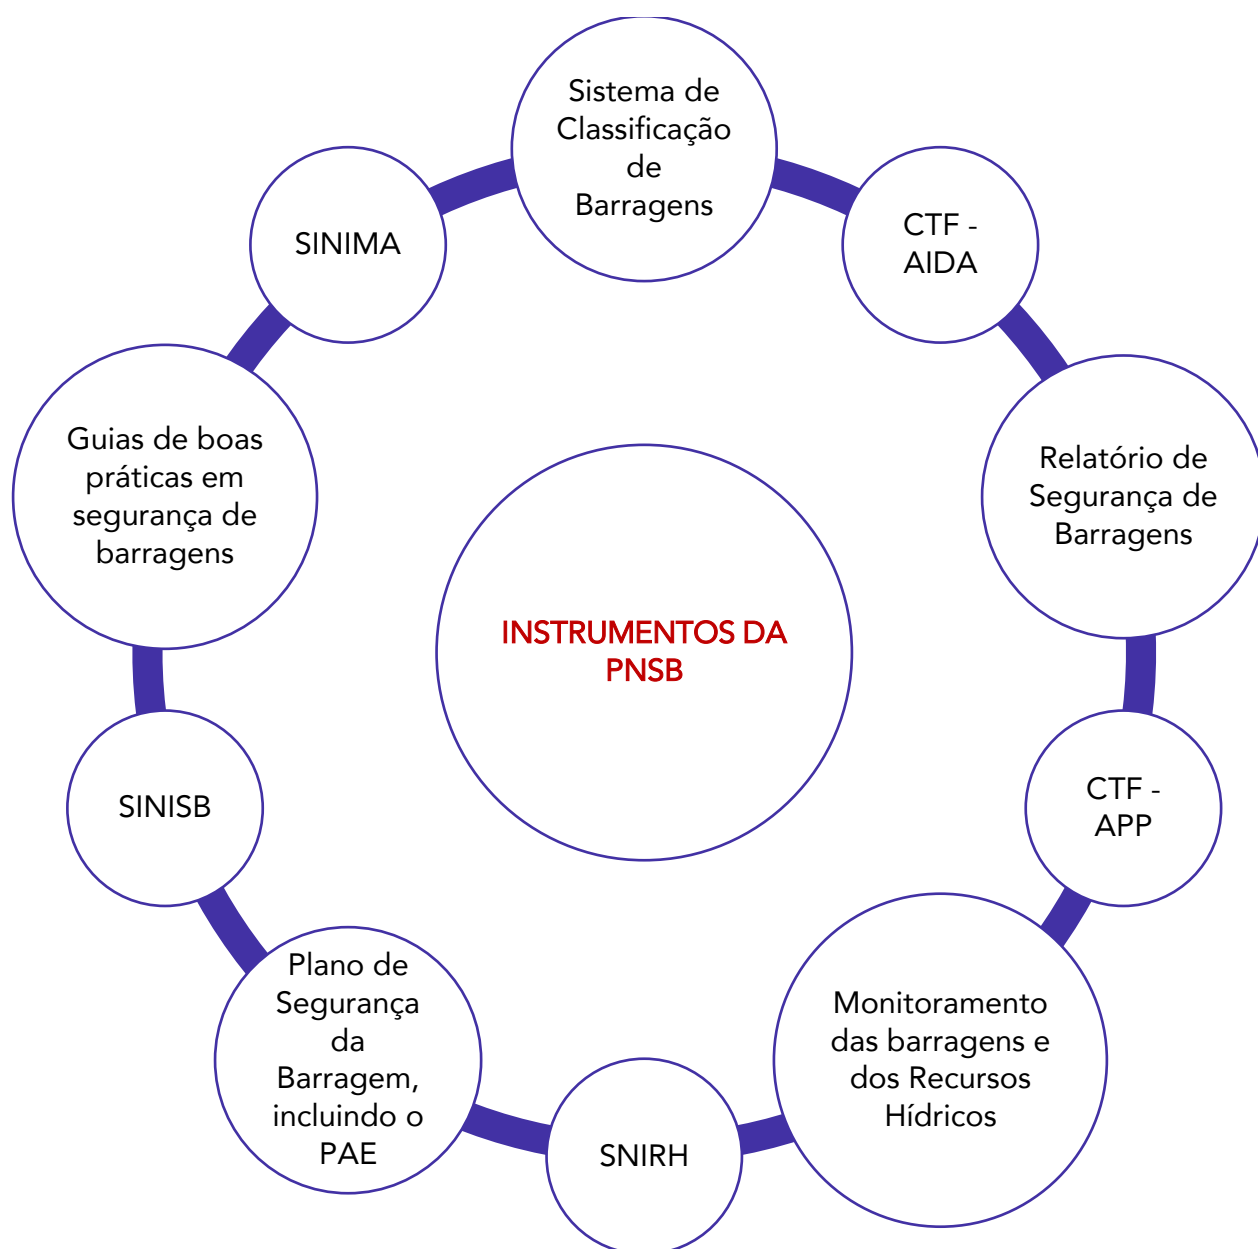 Sistema de
Classificação
de
Barragens
CTF -
AIDA
Relatório de
Segurança de
Barragens
CTF -
APP
Monitoramento
das barragens e
dos Recursos
Hídricos
SNIRH
Plano de
Segurança
da
Barragem,
incluindo o
PAE
SINISB
Guias de boas
práticas em
segurança de
barragens
SINIMA
INSTRUMENTOS DA
PNSB